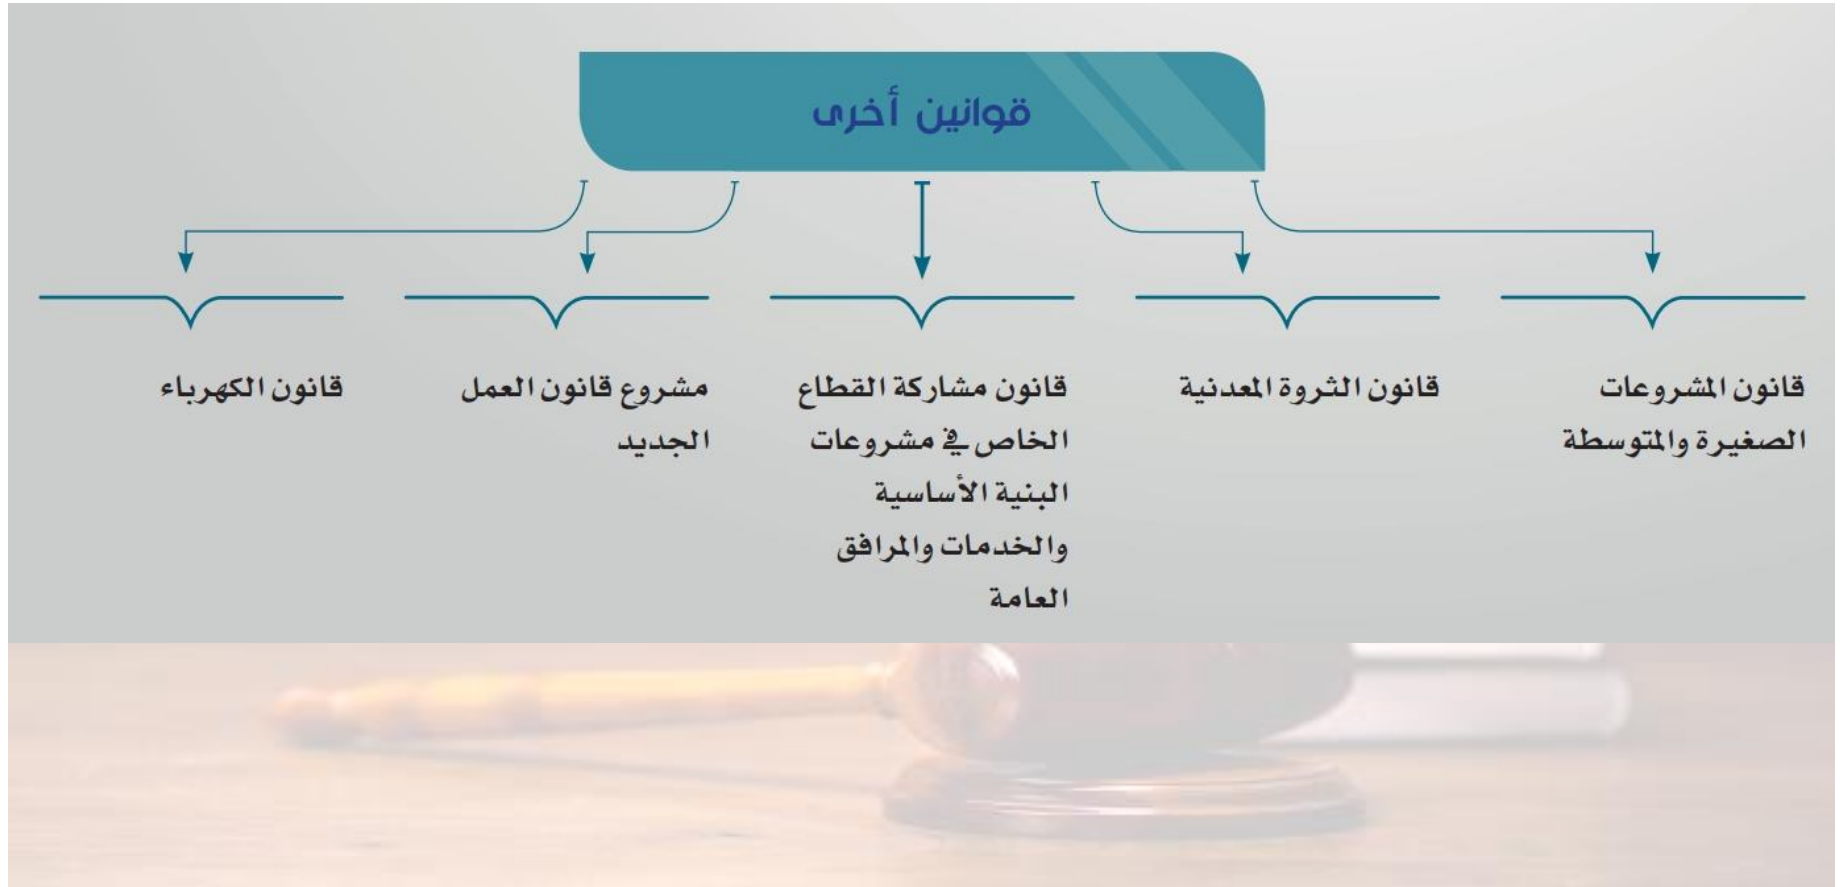 قوانين أخرى
قانون المشروعات
الصغيرة والمتوسطة
قانون الثروة المعدنية
قانون مشاركة القطاع
الخاص في مشروعات
البنية الأساسية
والخدمات والمرافق
العامة
مشروع قانون العمل
الجديد
قانون الكهرباء